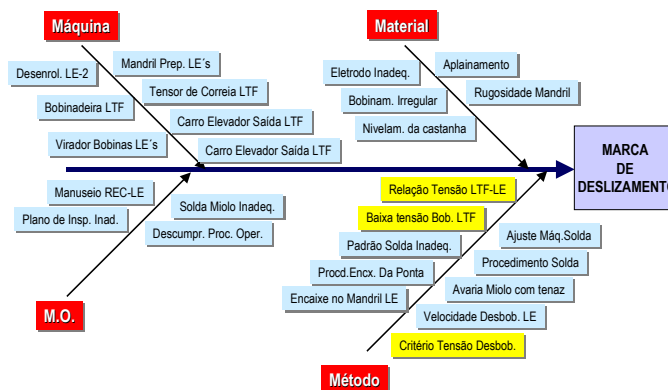 Máquina
Material
Desenrol. LE-2
Mandril Prep. LE´s
Bobinadeira LTF
Tensor de Correia LTF
Carro Elevador Saída LTF
Virador Bobinas LE´s
Carro Elevador Saída LTF
Eletrodo Inadeq.
Aplainamento
Bobinam. Irregular
Rugosidade Mandril
Nivelam. da castanha
MARCA
DE
DESLIZAMENTO
Manuseio REC-LE
Solda Miolo Inadeq.
Plano de Insp. Inad.
Descumpr. Proc. Oper.
M.O.
Relação Tensão LTF-LE
Baixa tensão Bob. LTF
Padrão Solda Inadeq.
Procd.Encx. Da Ponta
Encaixe no Mandril LE
Ajuste Máq.Solda
Procedimento Solda
Avaria Miolo com tenaz
Velocidade Desbob. LE
Critério Tensão Desbob.
Método